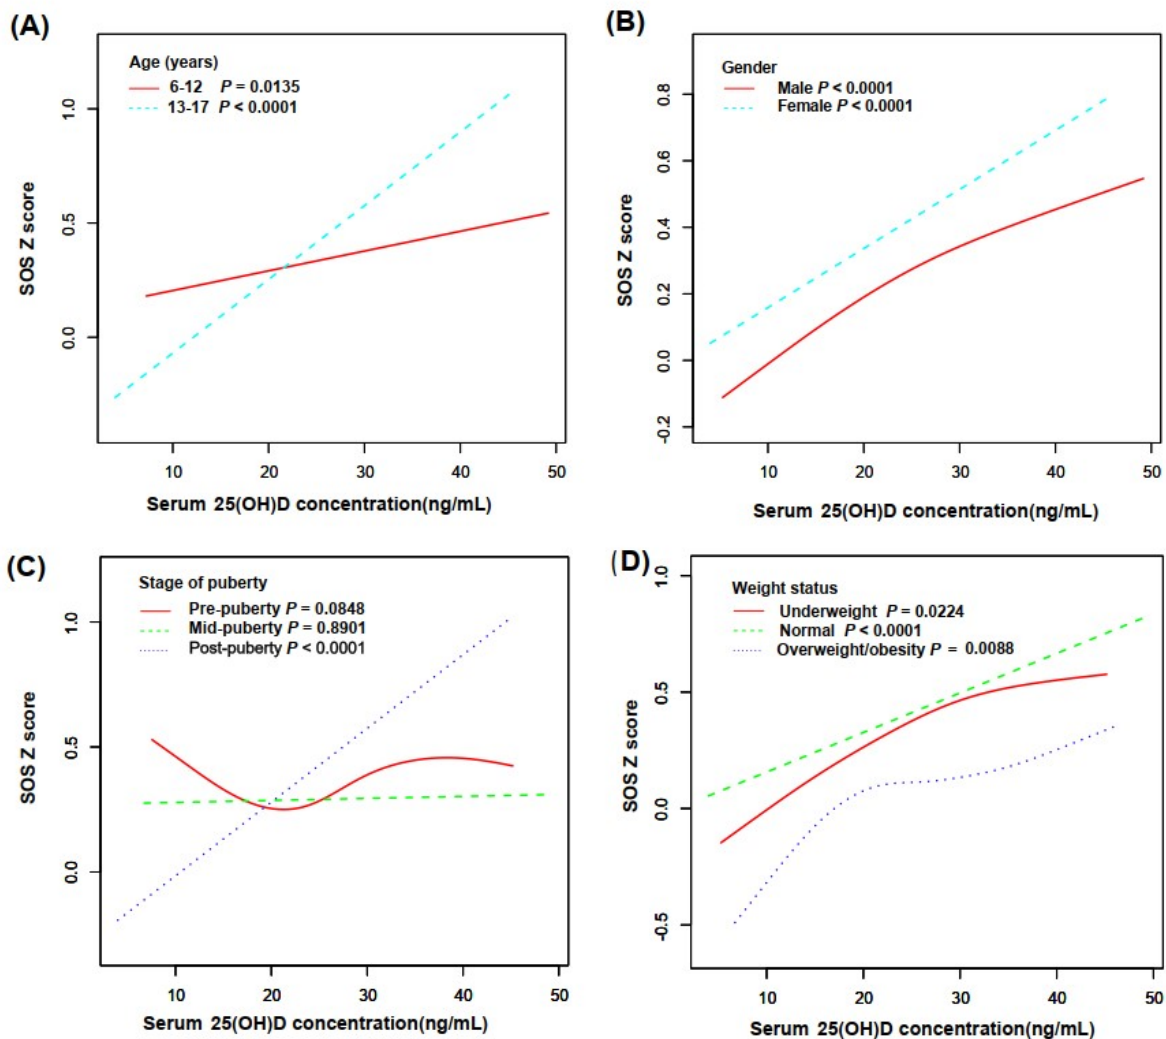 (A)
Age (years)
6-12 P = 0.0135
13-17 P < 0.0001
SOS Z score
1.0
0.5
0.0
10 20 30 40 50
Serum 25(OH)D concentration(ng/mL)
(B)
Gender
Male P < 0.0001
Female P < 0.0001
SOS Z score
0.8
0.6
0.4
0.2
0.0
-0.2
10 20 30 40 50
Serum 25(OH)D concentration(ng/mL)
(C)
Stage of puberty
Pre-puberty P = 0.0848
Mid-puberty P = 0.8901
Post-puberty P < 0.0001
SOS Z score
1.0
0.5
0.0
10 20 30 40 50
Serum 25(OH)D concentration(ng/mL)
(D)
Weight status
Underweight P = 0.0224
Normal P < 0.0001
Overweight/obesity P = 0.0088
SOS Z score
1.0
0.5
0.0
-0.5
10 20 30 40 50
Serum 25(OH)D concentration(ng/mL)